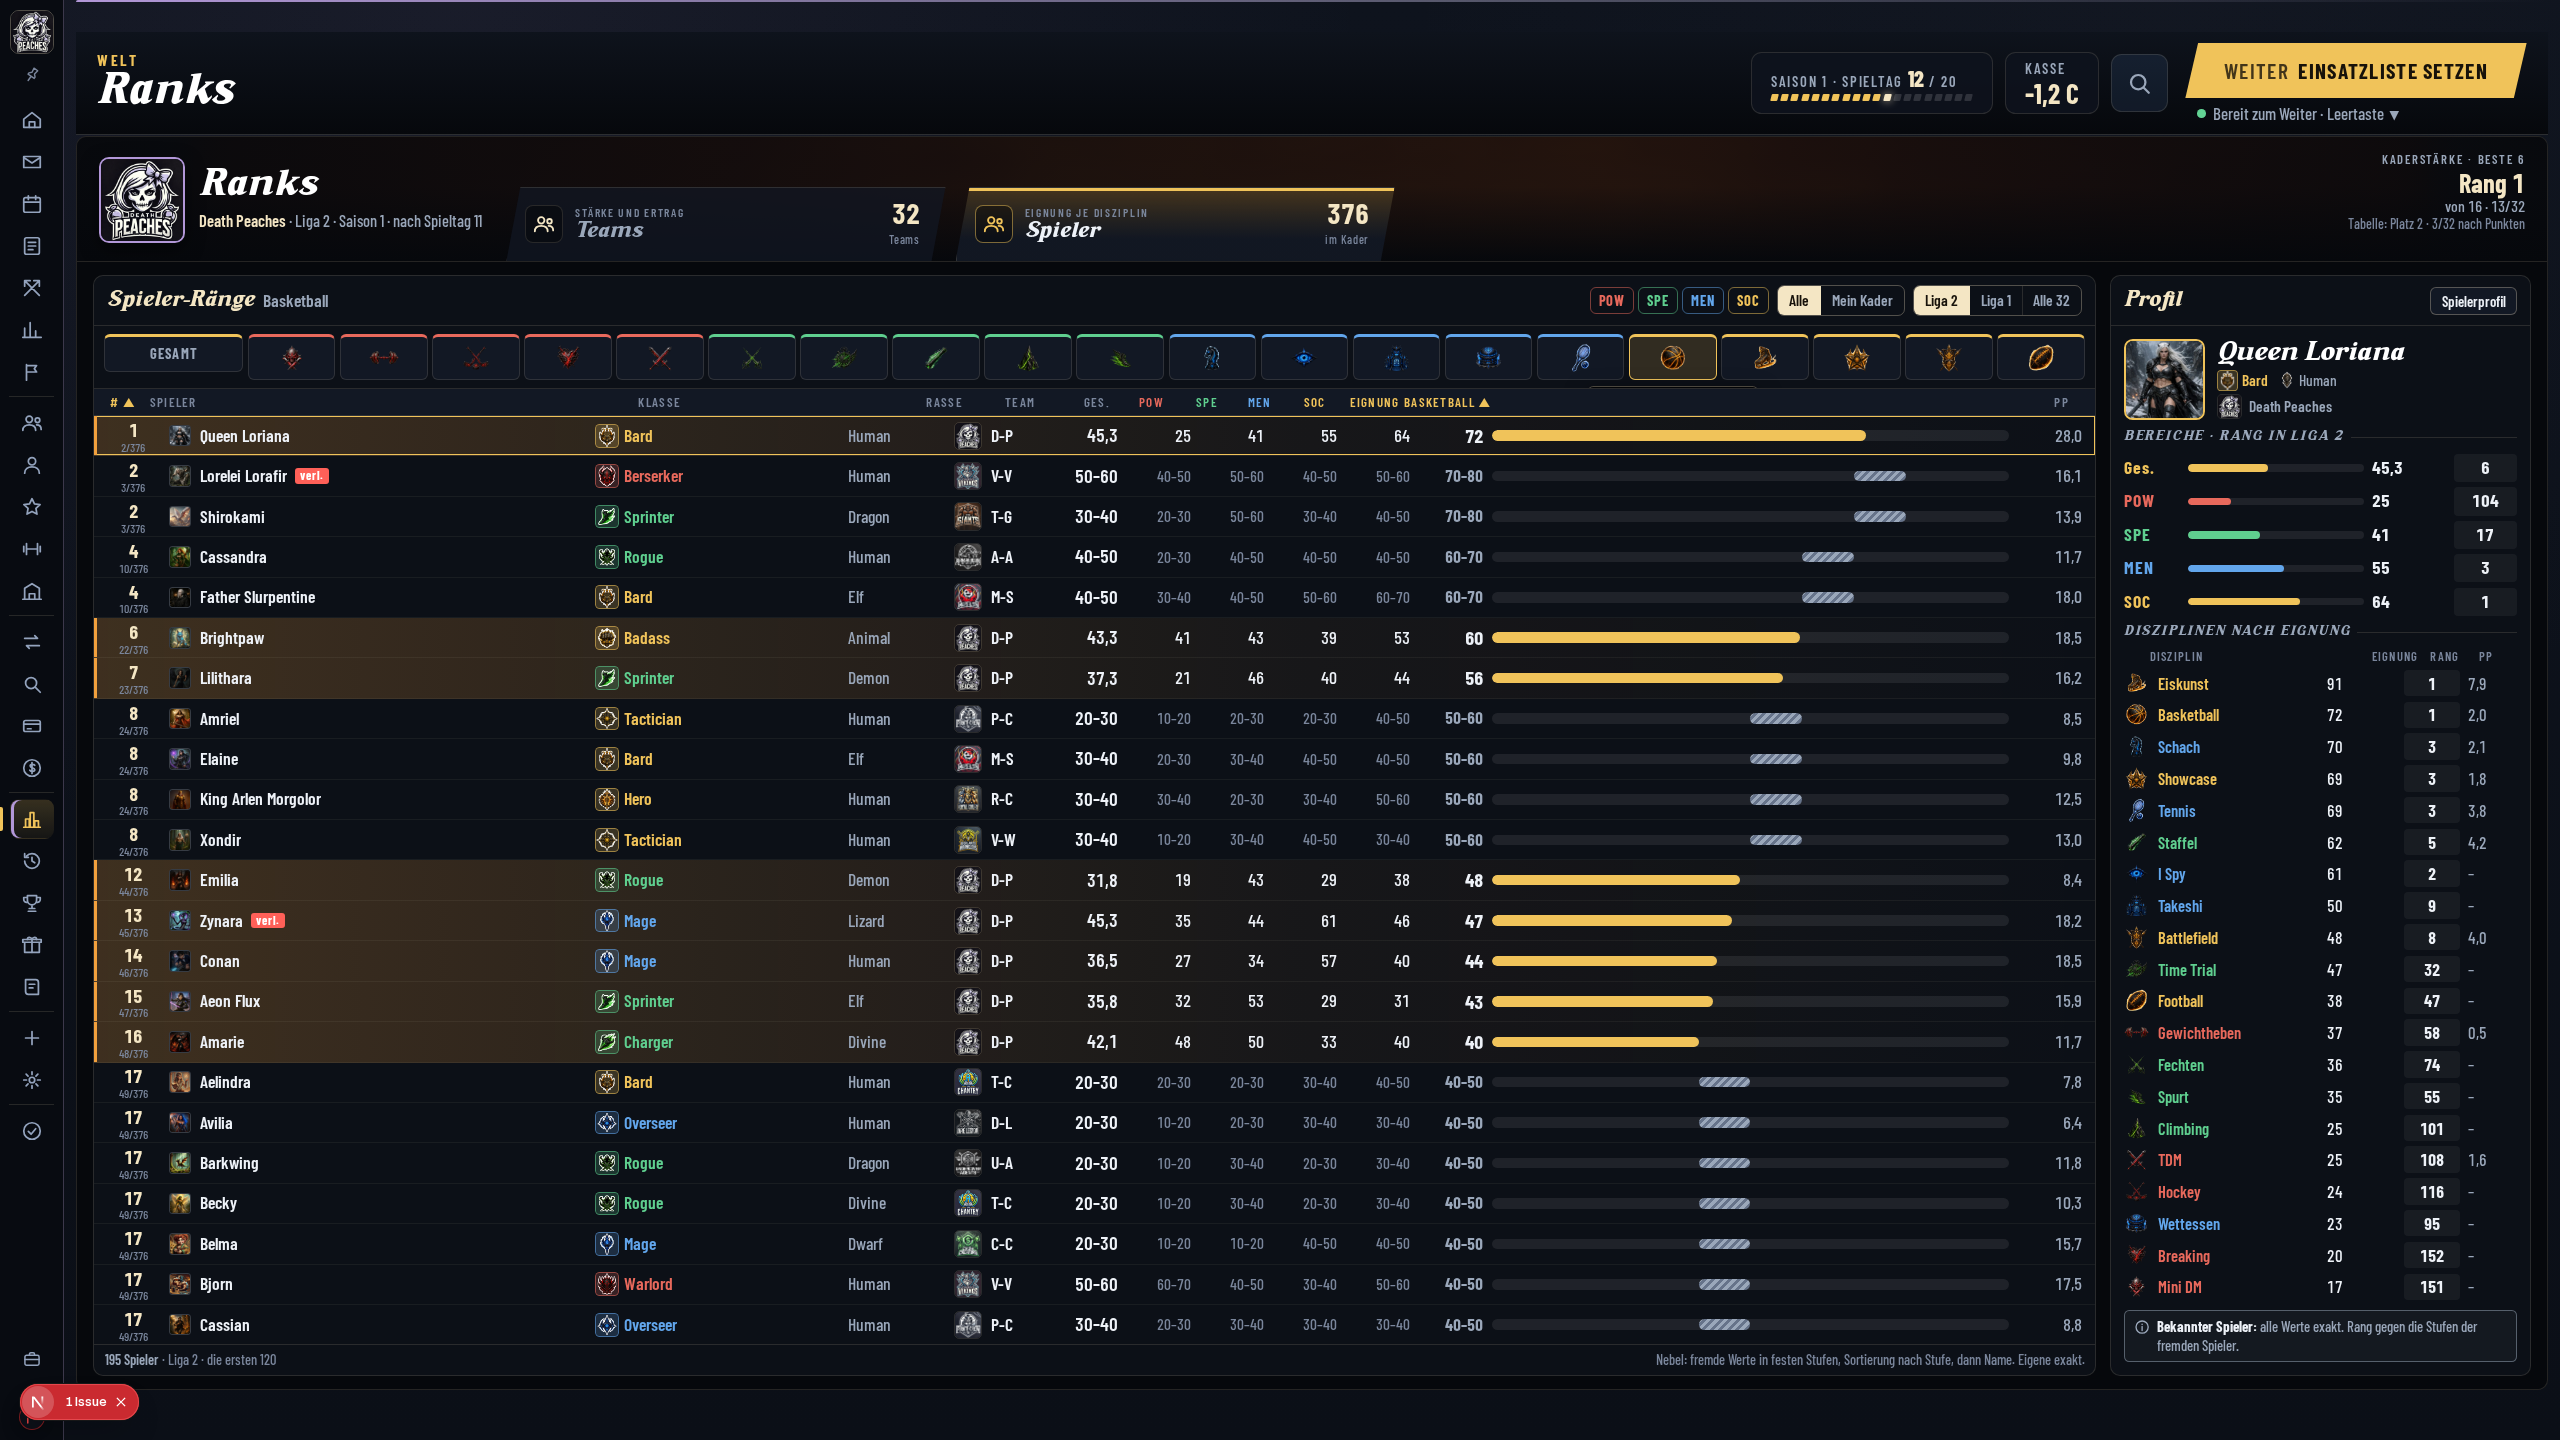 WELT
Ranks
SAISON 1 · SPIELTAG 12 / 20
KASSE
-1,2 C
WEITER EINSATZLISTE SETZEN
Bereit zum Weiter · Leertaste ▼
Ranks
Death Peaches · Liga 2 · Saison 1 · nach Spieltag 11
STÄRKE UND ERTRAG
Teams
32
Teams
EIGNUNG JE DISZIPLIN
Spieler
376
im Kader
KADERSTÄRKE · BESTE 6
Rang 1
von 16 · 13/32
Tabelle: Platz 2 · 3/32 nach Punkten
Spieler-Ränge Basketball
POW SPE MEN SOC Alle Mein Kader Liga 2 Liga 1 Alle 32
GESAMT
# ▲ SPIELER KLASSE RASSE TEAM GES. POW SPE MEN SOC EIGNUNG BASKETBALL ▲ PP
1 2/376 Queen Loriana Bard Human D-P 45,3 25 41 55 64 72 28,0
2 3/376 Lorelei Lorafir verl. Berserker Human V-V 50-60 40-50 50-60 40-50 50-60 70-80 16,1
2 3/376 Shirokami Sprinter Dragon T-G 30-40 20-30 50-60 30-40 40-50 70-80 13,9
4 10/376 Cassandra Rogue Human A-A 40-50 20-30 40-50 40-50 40-50 60-70 11,7
4 10/376 Father Slurpentine Bard Elf M-S 40-50 30-40 40-50 50-60 60-70 60-70 18,0
6 22/376 Brightpaw Badass Animal D-P 43,3 41 43 39 53 60 18,5
7 23/376 Lilithara Sprinter Demon D-P 37,3 21 46 40 44 56 16,2
8 24/376 Amriel Tactician Human P-C 20-30 10-20 20-30 20-30 40-50 50-60 8,5
8 24/376 Elaine Bard Elf M-S 30-40 20-30 30-40 40-50 40-50 50-60 9,8
8 24/376 King Arlen Morgolor Hero Human R-C 30-40 30-40 20-30 30-40 50-60 50-60 12,5
8 24/376 Xondir Tactician Human V-W 30-40 10-20 30-40 40-50 30-40 50-60 13,0
12 44/376 Emilia Rogue Demon D-P 31,8 19 43 29 38 48 8,4
13 45/376 Zynara verl. Mage Lizard D-P 45,3 35 44 61 46 47 18,2
14 46/376 Conan Mage Human D-P 36,5 27 34 57 40 44 18,5
15 47/376 Aeon Flux Sprinter Elf D-P 35,8 32 53 29 31 43 15,9
16 48/376 Amarie Charger Divine D-P 42,1 48 50 33 40 40 11,7
17 49/376 Aelindra Bard Human T-C 20-30 20-30 20-30 30-40 40-50 40-50 7,8
17 49/376 Avilia Overseer Human D-L 20-30 10-20 20-30 30-40 30-40 40-50 6,4
17 49/376 Barkwing Rogue Dragon U-A 20-30 10-20 30-40 20-30 30-40 40-50 11,8
17 49/376 Becky Rogue Divine T-C 20-30 10-20 30-40 20-30 30-40 40-50 10,3
17 49/376 Belma Mage Dwarf C-C 20-30 10-20 10-20 40-50 40-50 40-50 15,7
17 49/376 Bjorn Warlord Human V-V 50-60 60-70 40-50 30-40 50-60 40-50 17,5
17 49/376 Cassian Overseer Human P-C 30-40 20-30 30-40 30-40 30-40 40-50 8,8
195 Spieler · Liga 2 · die ersten 120
Nebel: fremde Werte in festen Stufen, Sortierung nach Stufe, dann Name. Eigene exakt.
Profil
Spielerprofil
Queen Loriana
Bard Human
Death Peaches
BEREICHE · RANG IN LIGA 2
Ges. 45,3 6
POW 25 104
SPE 41 17
MEN 55 3
SOC 64 1
DISZIPLINEN NACH EIGNUNG
DISZIPLIN EIGNUNG RANG PP
Eiskunst 91 1 7,9
Basketball 72 1 2,0
Schach 70 3 2,1
Showcase 69 3 1,8
Tennis 69 3 3,8
Staffel 62 5 4,2
I Spy 61 2 -
Takeshi 50 9 -
Battlefield 48 8 4,0
Time Trial 47 32 -
Football 38 47 -
Gewichtheben 37 58 0,5
Fechten 36 74 -
Spurt 35 55 -
Climbing 25 101 -
TDM 25 108 1,6
Hockey 24 116 -
Wettessen 23 95 -
Breaking 20 152 -
Mini DM 17 151 -
Bekannter Spieler: alle Werte exakt. Rang gegen die Stufen der
fremden Spieler.
N 1 Issue